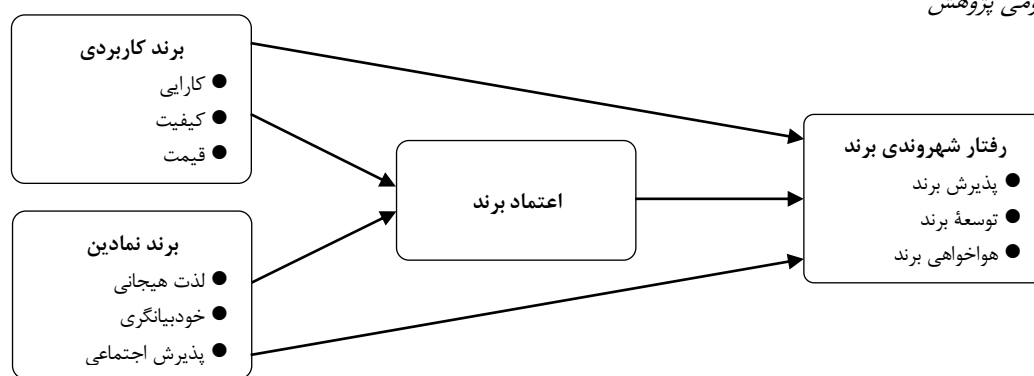 پژوهش
برند کاربردی
● کارایی
● کیفیت
● قیمت
اعتماد برند
رفتار شهروندی برند
● پذیرش برند
● توسعهٔ برند
● هواخواهی برند
برند نمادین
● لذت هیجانی
● خودبیانگری
● پذیرش اجتماعی